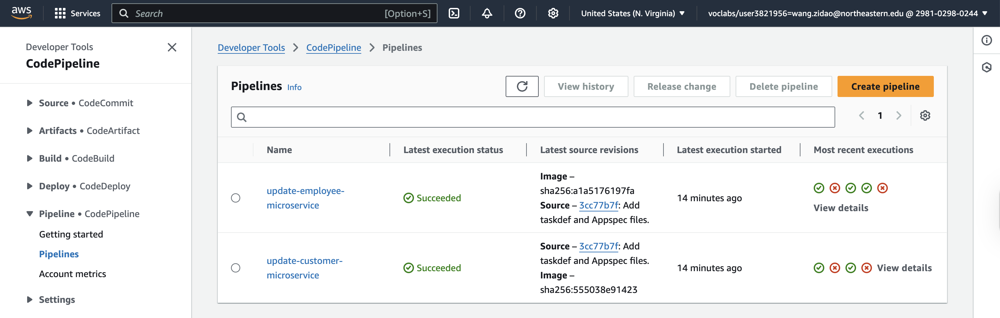 aws
Services
Search
[Option+S]
United States (N. Virginia)
voclabs/user3821956=wang.zidao@northeastern.edu @ 2981-0298-0244
Developer Tools
CodePipeline
Source • CodeCommit
Artifacts • CodeArtifact
Build • CodeBuild
Deploy • CodeDeploy
Pipeline • CodePipeline
Getting started
Pipelines
Account metrics
Settings
Developer Tools
CodePipeline
Pipelines
Pipelines
Info
View history
Release change
Delete pipeline
Create pipeline
1
Name
Latest execution status
Latest source revisions
Latest execution started
Most recent executions
update-employee-
microservice
Succeeded
Image –
sha256:a1a5176197fa
Source – 3cc77b7f: Add
taskdef and Appspec files.
14 minutes ago
View details
update-customer-
microservice
Succeeded
Source – 3cc77b7f: Add
taskdef and Appspec files.
Image –
sha256:555038e91423
14 minutes ago
View details